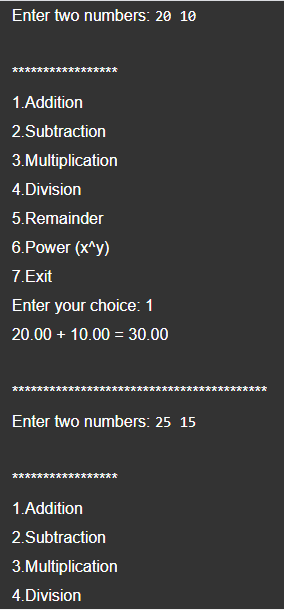 Enter two numbers: 20 10
*****************
1.Addition
2.Subtraction
3.Multiplication
4.Division
5.Remainder
6.Power (x^y)
7.Exit
Enter your choice: 1
20.00 + 10.00 = 30.00
*****************************************
Enter two numbers: 25 15
*****************
1.Addition
2.Subtraction
3.Multiplication
4.Division